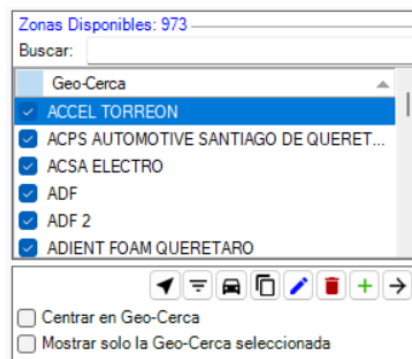 Zonas Disponibles: 973
Buscar:
Geo-Cerca
ACCEL TORREON
ACPS AUTOMOTIVE SANTIAGO DE QUERET...
ACSA ELECTRO
ADF
ADF 2
ADIENT FOAM QUERETARO
Centrar en Geo-Cerca
Mostrar solo la Geo-Cerca seleccionada